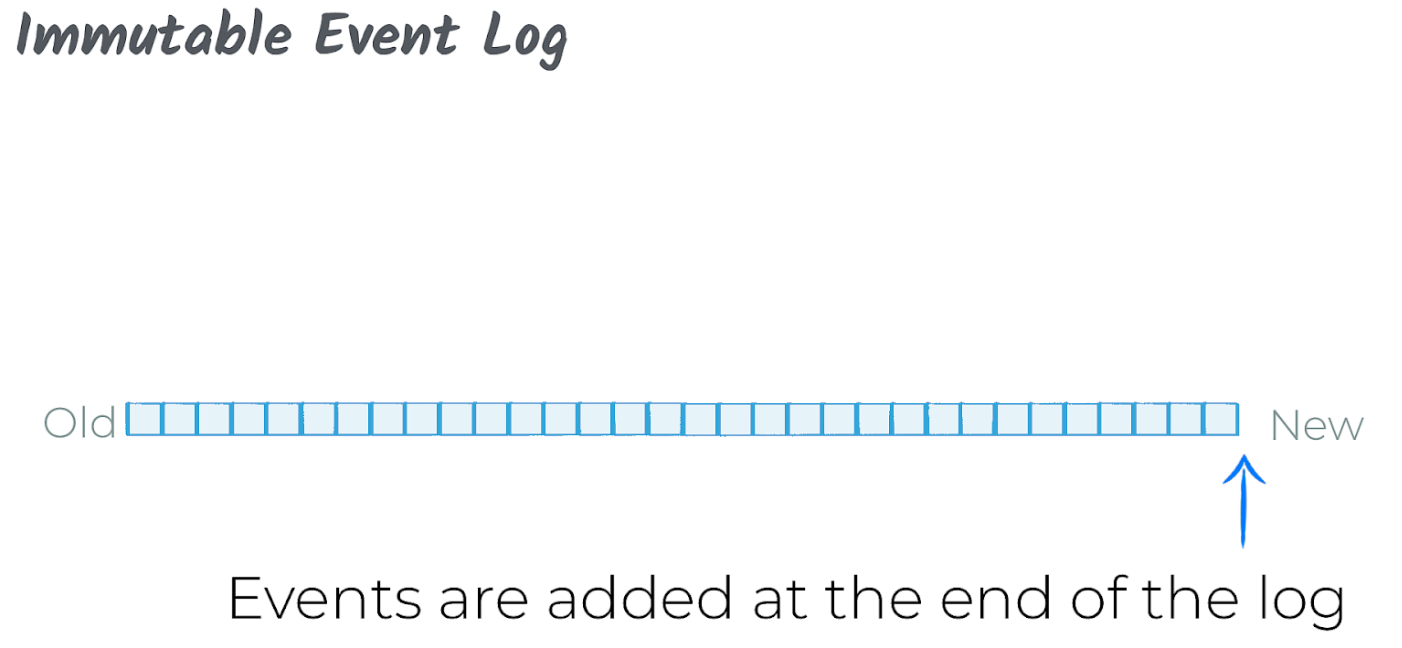 Immutable Event Log
Old
New
Events are added at the end of the log